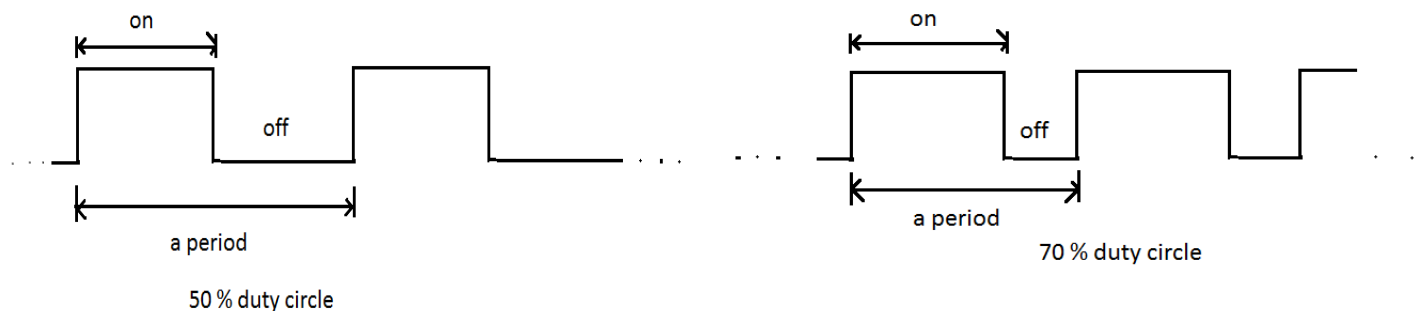 on
off
a period
50 % duty circle
on
off
a period
70 % duty circle